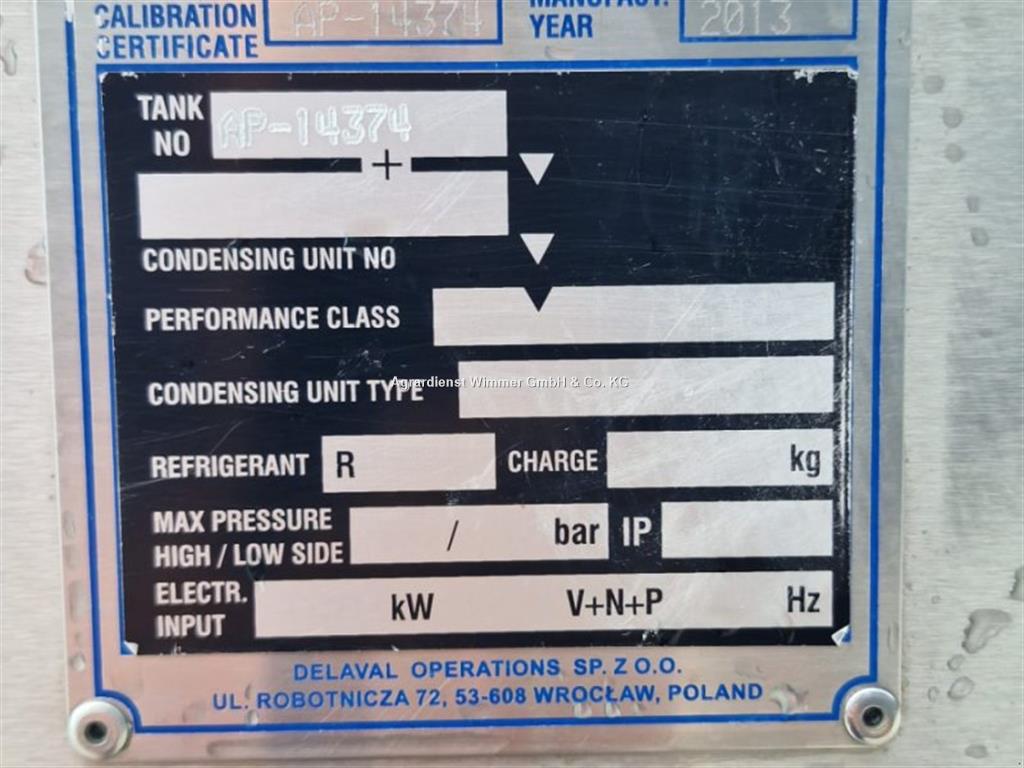 CALIBRATION CERTIFICATE AP-14374
MANUFACT. YEAR 2013
TANK NO AP-14374
+
CONDENSING UNIT NO
PERFORMANCE CLASS
CONDENSING UNIT TYPE
Agrardienst Wimmer GmbH & Co. KG
REFRIGERANT R CHARGE kg
MAX PRESSURE
HIGH / LOW SIDE / bar IP
ELECTR.
INPUT kW V+N+P Hz
DELAVAL OPERATIONS SP. Z O.O.
UL. ROBOTNICZA 72, 53-608 WROCŁAW, POLAND